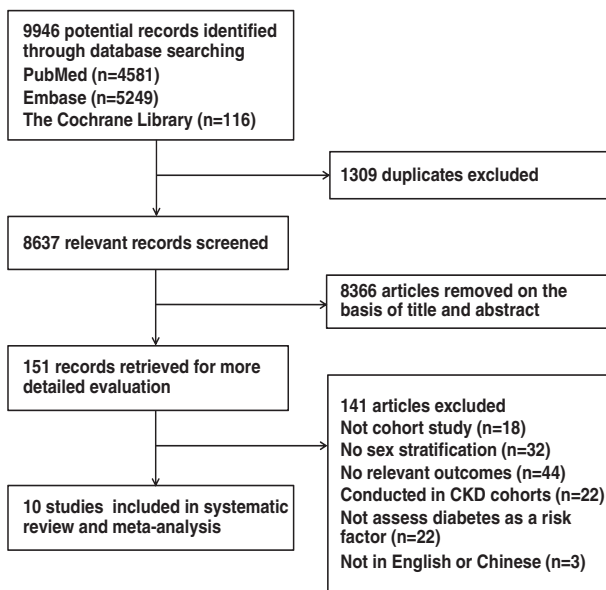 9946 potential records identified
through database searching
PubMed (n=4581)
Embase (n=5249)
The Cochrane Library (n=116)
1309 duplicates excluded
8637 relevant records screened
8366 articles removed on the
basis of title and abstract
151 records retrieved for more
detailed evaluation
141 articles excluded
Not cohort study (n=18)
No sex stratification (n=32)
No relevant outcomes (n=44)
Conducted in CKD cohorts (n=22)
Not assess diabetes as a risk
factor (n=22)
Not in English or Chinese (n=3)
10 studies included in systematic
review and meta-analysis